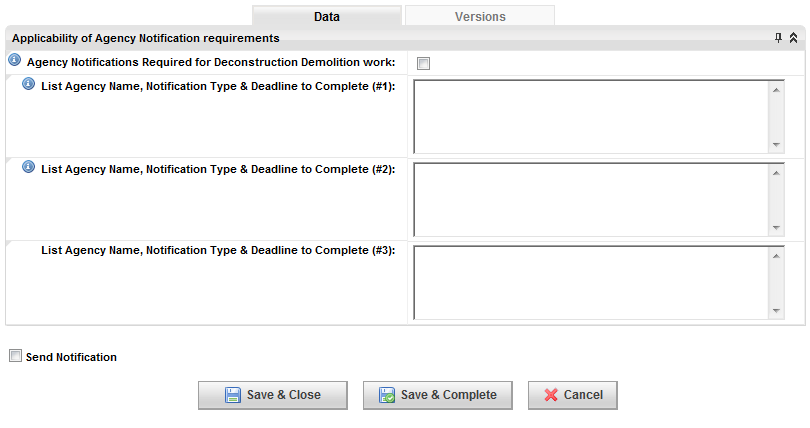 Data
Versions
Applicability of Agency Notification requirements
Agency Notifications Required for Deconstruction Demolition work:
List Agency Name, Notification Type & Deadline to Complete (#1):
List Agency Name, Notification Type & Deadline to Complete (#2):
List Agency Name, Notification Type & Deadline to Complete (#3):
Send Notification
Save & Close
Save & Complete
Cancel